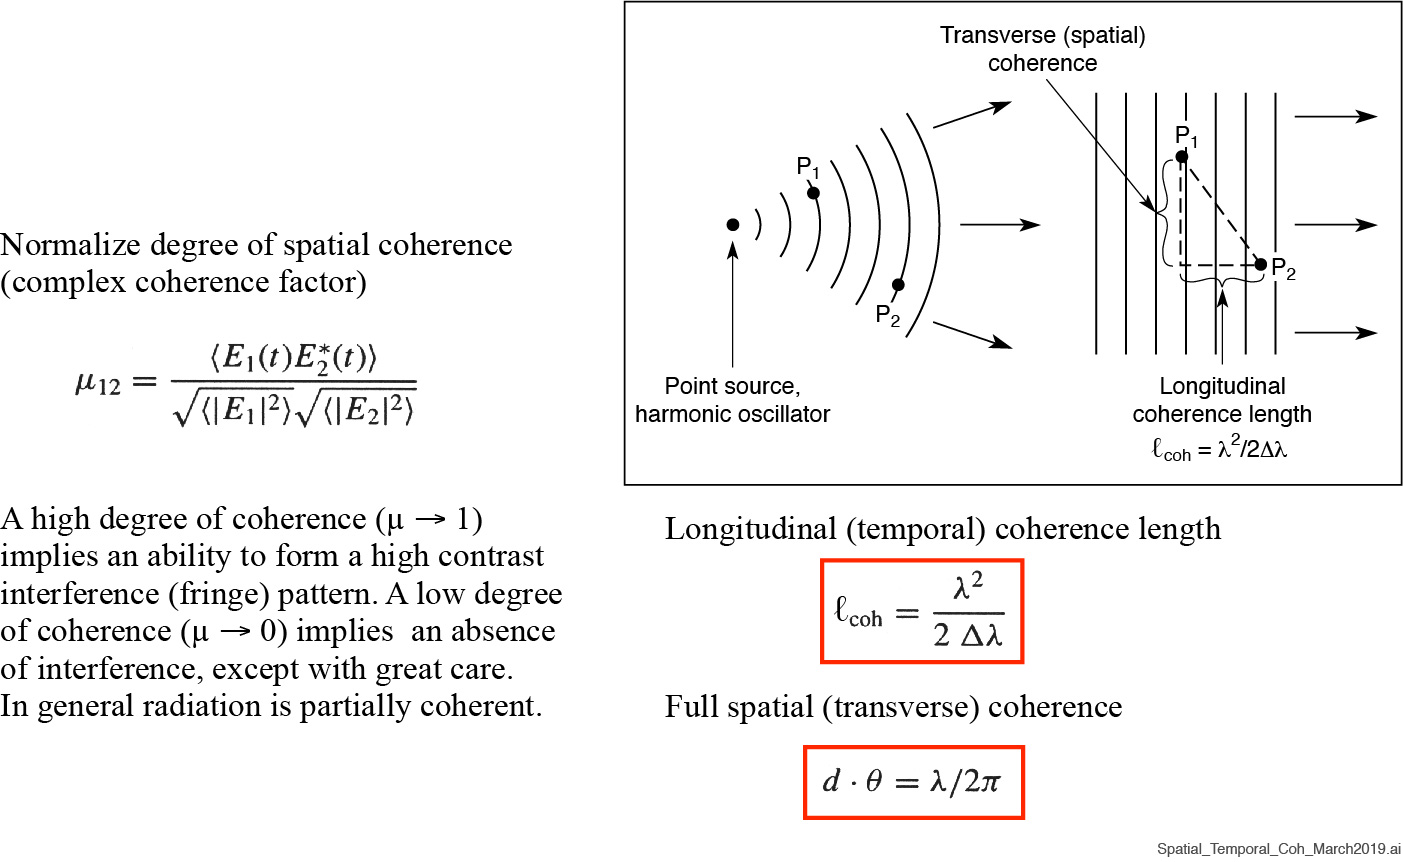 Normalize degree of spatial coherence
(complex coherence factor)
μ₁₂ = ⟨E₁(t)E₂*(t)⟩ / √⟨|E₁|²⟩√⟨|E₂|²⟩
A high degree of coherence (μ → 1)
implies an ability to form a high contrast
interference (fringe) pattern. A low degree
of coherence (μ → 0) implies an absence
of interference, except with great care.
In general radiation is partially coherent.
Transverse (spatial)
coherence
P₁
P₂
P₁
P₂
Point source,
harmonic oscillator
Longitudinal
coherence length
ℓcoh = λ²/2Δλ
Longitudinal (temporal) coherence length
ℓcoh = λ² / 2 Δλ
Full spatial (transverse) coherence
d · θ = λ/2π
Spatial_Temporal_Coh_March2019.ai